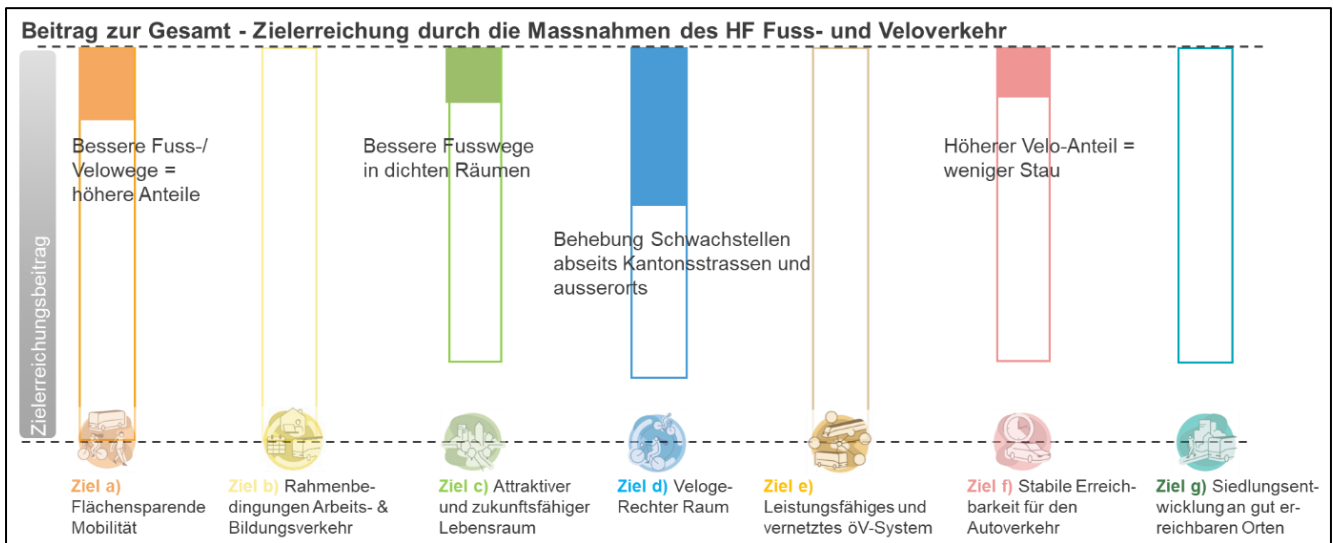 Beitrag zur Gesamt - Zielerreichung durch die Massnahmen des HF Fuss- und Veloverkehr
Zielerreichungsbeitrag
Bessere Fuss-/
Velowege =
höhere Anteile
Bessere Fusswege
in dichten Räumen
Behebung Schwachstellen
abseits Kantonsstrassen und
ausserorts
Höherer Velo-Anteil =
weniger Stau
Ziel a)
Flächensparende
Mobilität
Ziel b) Rahmenbe-
dingungen Arbeits- &
Bildungsverkehr
Ziel c) Attraktiver
und zukunftsfähiger
Lebensraum
Ziel d) Veloge-
Rechter Raum
Ziel e)
Leistungsfähiges und
vernetztes öV-System
Ziel f) Stabile Erreich-
barkeit für den
Autoverkehr
Ziel g) Siedlungsent-
wicklung an gut er-
reichbaren Orten